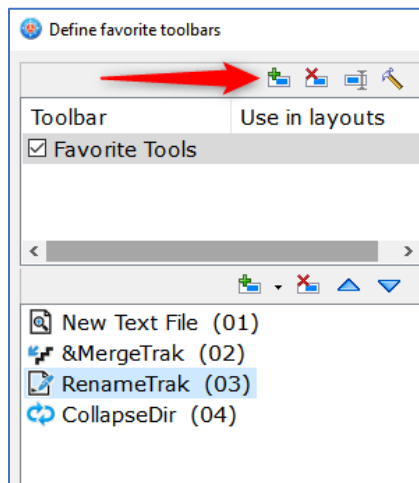 Define favorite toolbars
Toolbar Use in layouts
Favorite Tools
New Text File (01)
&MergeTrak (02)
RenameTrak (03)
CollapseDir (04)